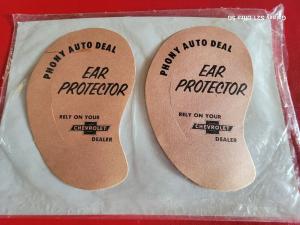 PHONY AUTO DEAL
EAR
PROTECTOR
RELY ON YOUR
CHEVROLET
DEALER
PHONY AUTO DEAL
EAR
PROTECTOR
RELY ON YOUR
CHEVROLET
DEALER